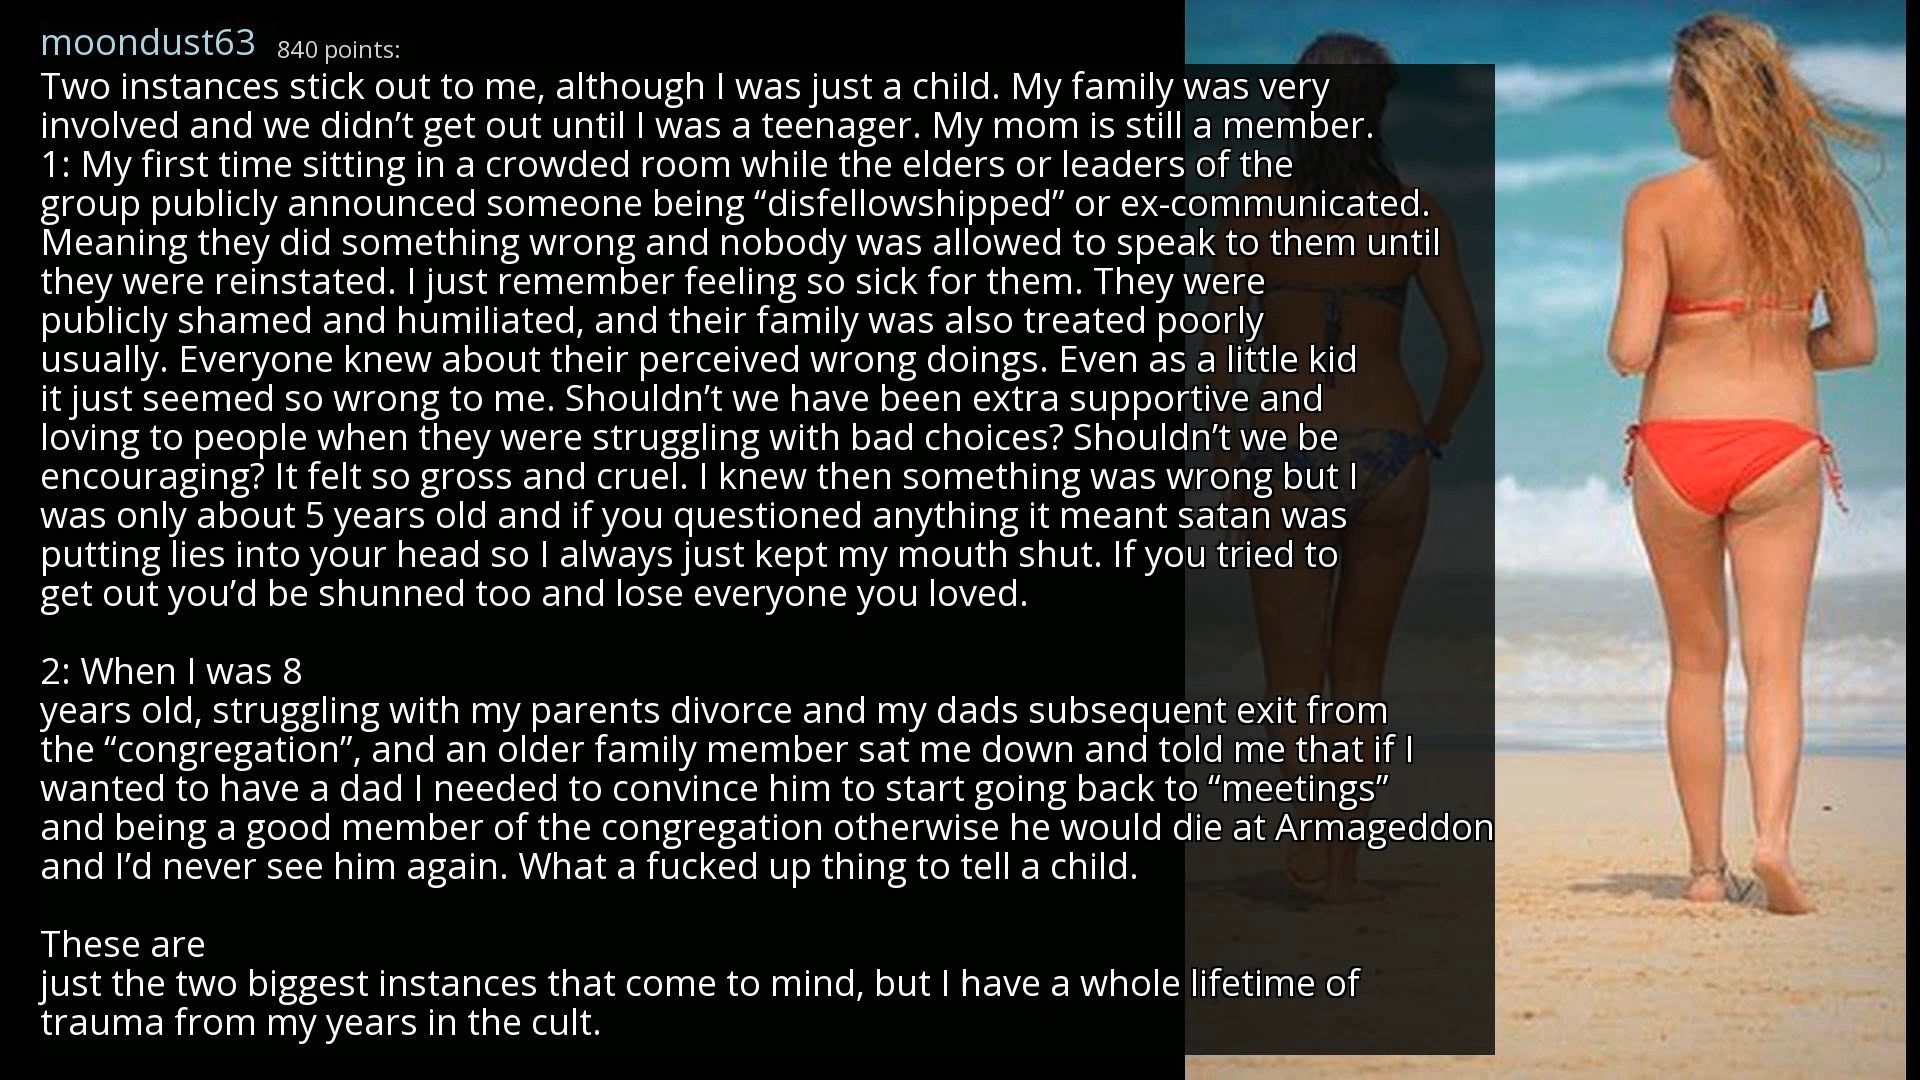 moondust63 840 points:
Two instances stick out to me, although I was just a child. My family was very
involved and we didn’t get out until I was a teenager. My mom is still a member.
1: My first time sitting in a crowded room while the elders or leaders of the
group publicly announced someone being “disfellowshipped” or ex-communicated.
Meaning they did something wrong and nobody was allowed to speak to them until
they were reinstated. I just remember feeling so sick for them. They were
publicly shamed and humiliated, and their family was also treated poorly
usually. Everyone knew about their perceived wrong doings. Even as a little kid
it just seemed so wrong to me. Shouldn’t we have been extra supportive and
loving to people when they were struggling with bad choices? Shouldn’t we be
encouraging? It felt so gross and cruel. I knew then something was wrong but I
was only about 5 years old and if you questioned anything it meant satan was
putting lies into your head so I always just kept my mouth shut. If you tried to
get out you’d be shunned too and lose everyone you loved.
2: When I was 8
years old, struggling with my parents divorce and my dads subsequent exit from
the “congregation”, and an older family member sat me down and told me that if I
wanted to have a dad I needed to convince him to start going back to “meetings”
and being a good member of the congregation otherwise he would die at Armageddon
and I’d never see him again. What a fucked up thing to tell a child.
These are
just the two biggest instances that come to mind, but I have a whole lifetime of
trauma from my years in the cult.